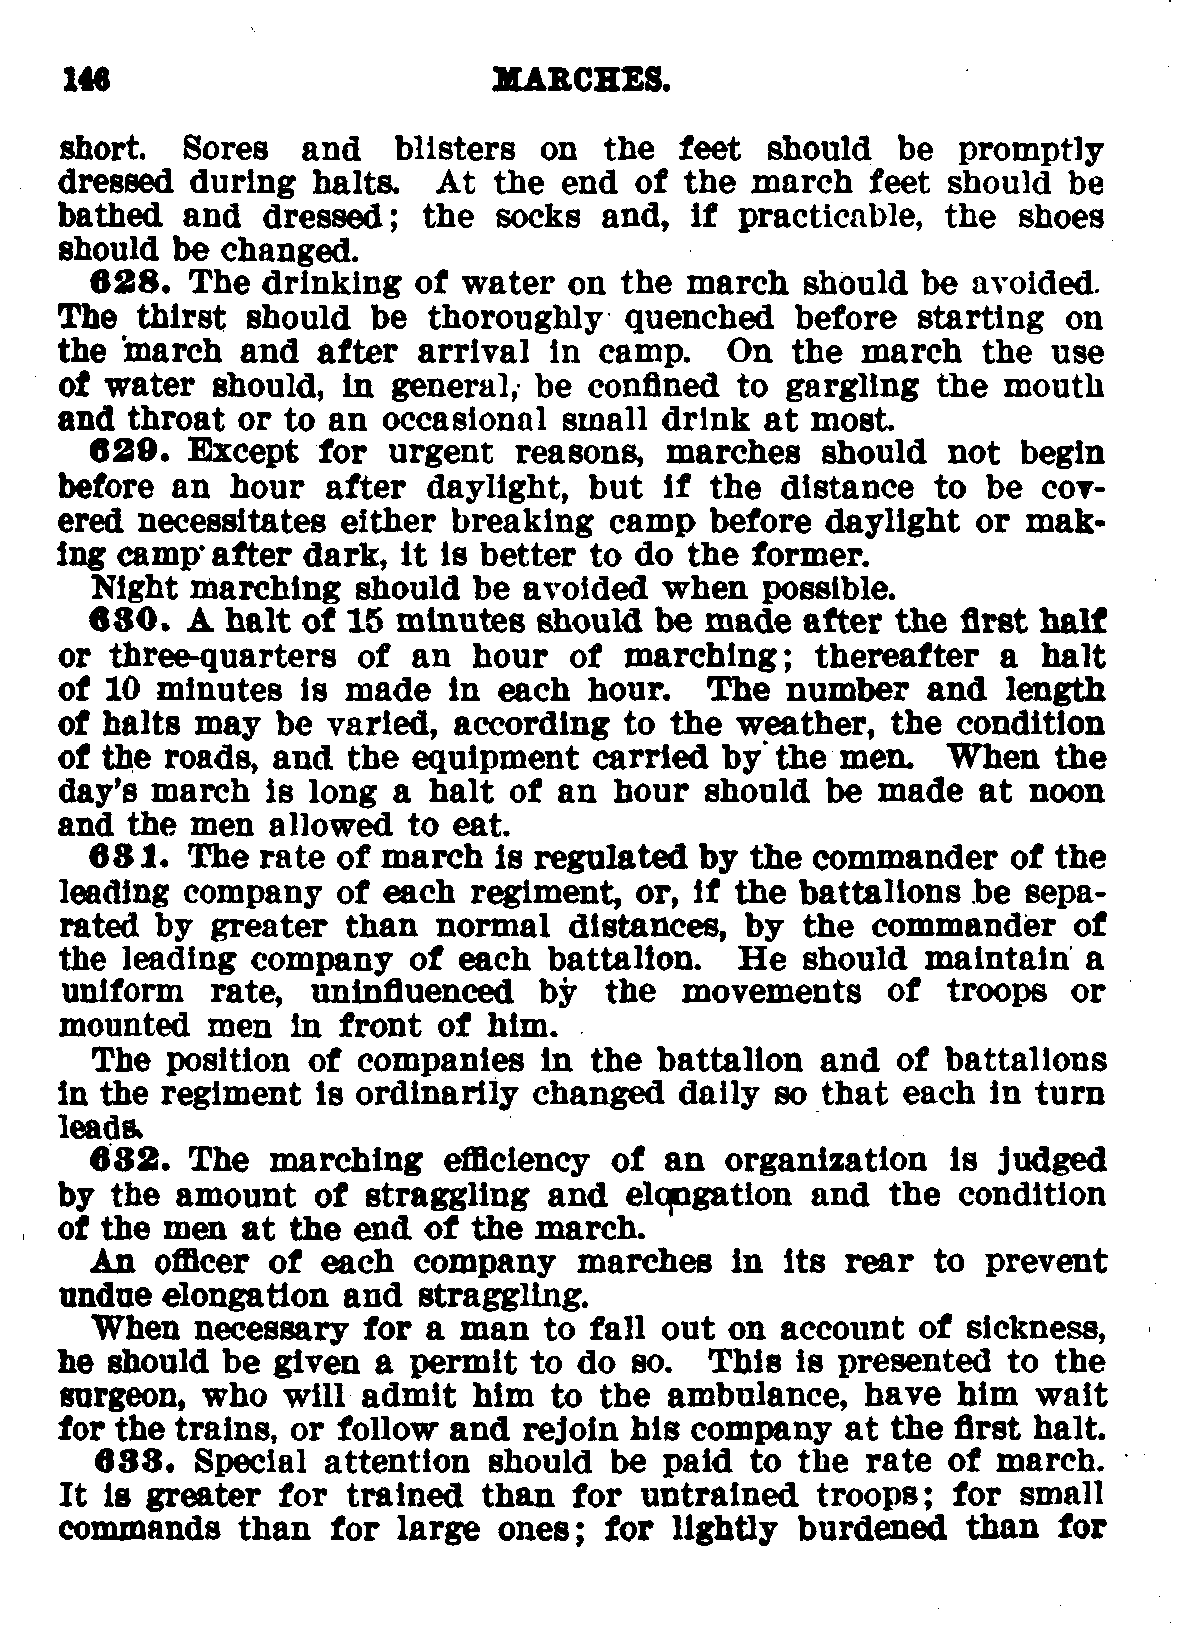 146 MARCHES.
short. Sores and blisters on the feet should be promptly
dressed during halts. At the end of the march feet should be
bathed and dressed; the socks and, if practicable, the shoes
should be changed.
628. The drinking of water on the march should be avoided.
The thirst should be thoroughly quenched before starting on
the march and after arrival in camp. On the march the use
of water should, in general, be confined to gargling the mouth
and throat or to an occasional small drink at most.
629. Except for urgent reasons, marches should not begin
before an hour after daylight, but if the distance to be cov-
ered necessitates either breaking camp before daylight or mak-
ing camp after dark, it is better to do the former.
Night marching should be avoided when possible.
630. A halt of 15 minutes should be made after the first half
or three-quarters of an hour of marching; thereafter a halt
of 10 minutes is made in each hour. The number and length
of halts may be varied, according to the weather, the condition
of the roads, and the equipment carried by the men. When the
day's march is long a halt of an hour should be made at noon
and the men allowed to eat.
631. The rate of march is regulated by the commander of the
leading company of each regiment, or, if the battalions be sepa-
rated by greater than normal distances, by the commander of
the leading company of each battalion. He should maintain a
uniform rate, uninfluenced by the movements of troops or
mounted men in front of him.
The position of companies in the battalion and of battalions
in the regiment is ordinarily changed daily so that each in turn
leads.
632. The marching efficiency of an organization is judged
by the amount of straggling and elongation and the condition
of the men at the end of the march.
An officer of each company marches in its rear to prevent
undue elongation and straggling.
When necessary for a man to fall out on account of sickness,
he should be given a permit to do so. This is presented to the
surgeon, who will admit him to the ambulance, have him wait
for the trains, or follow and rejoin his company at the first halt.
633. Special attention should be paid to the rate of march.
It is greater for trained than for untrained troops; for small
commands than for large ones; for lightly burdened than for